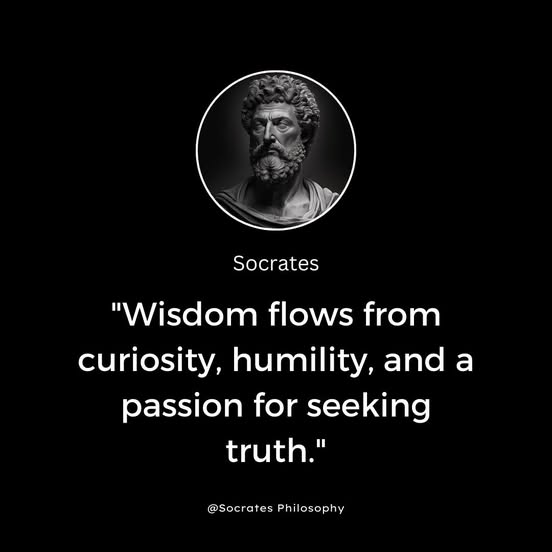 Socrates
"Wisdom flows from
curiosity, humility, and a
passion for seeking
truth."
@Socrates Philosophy